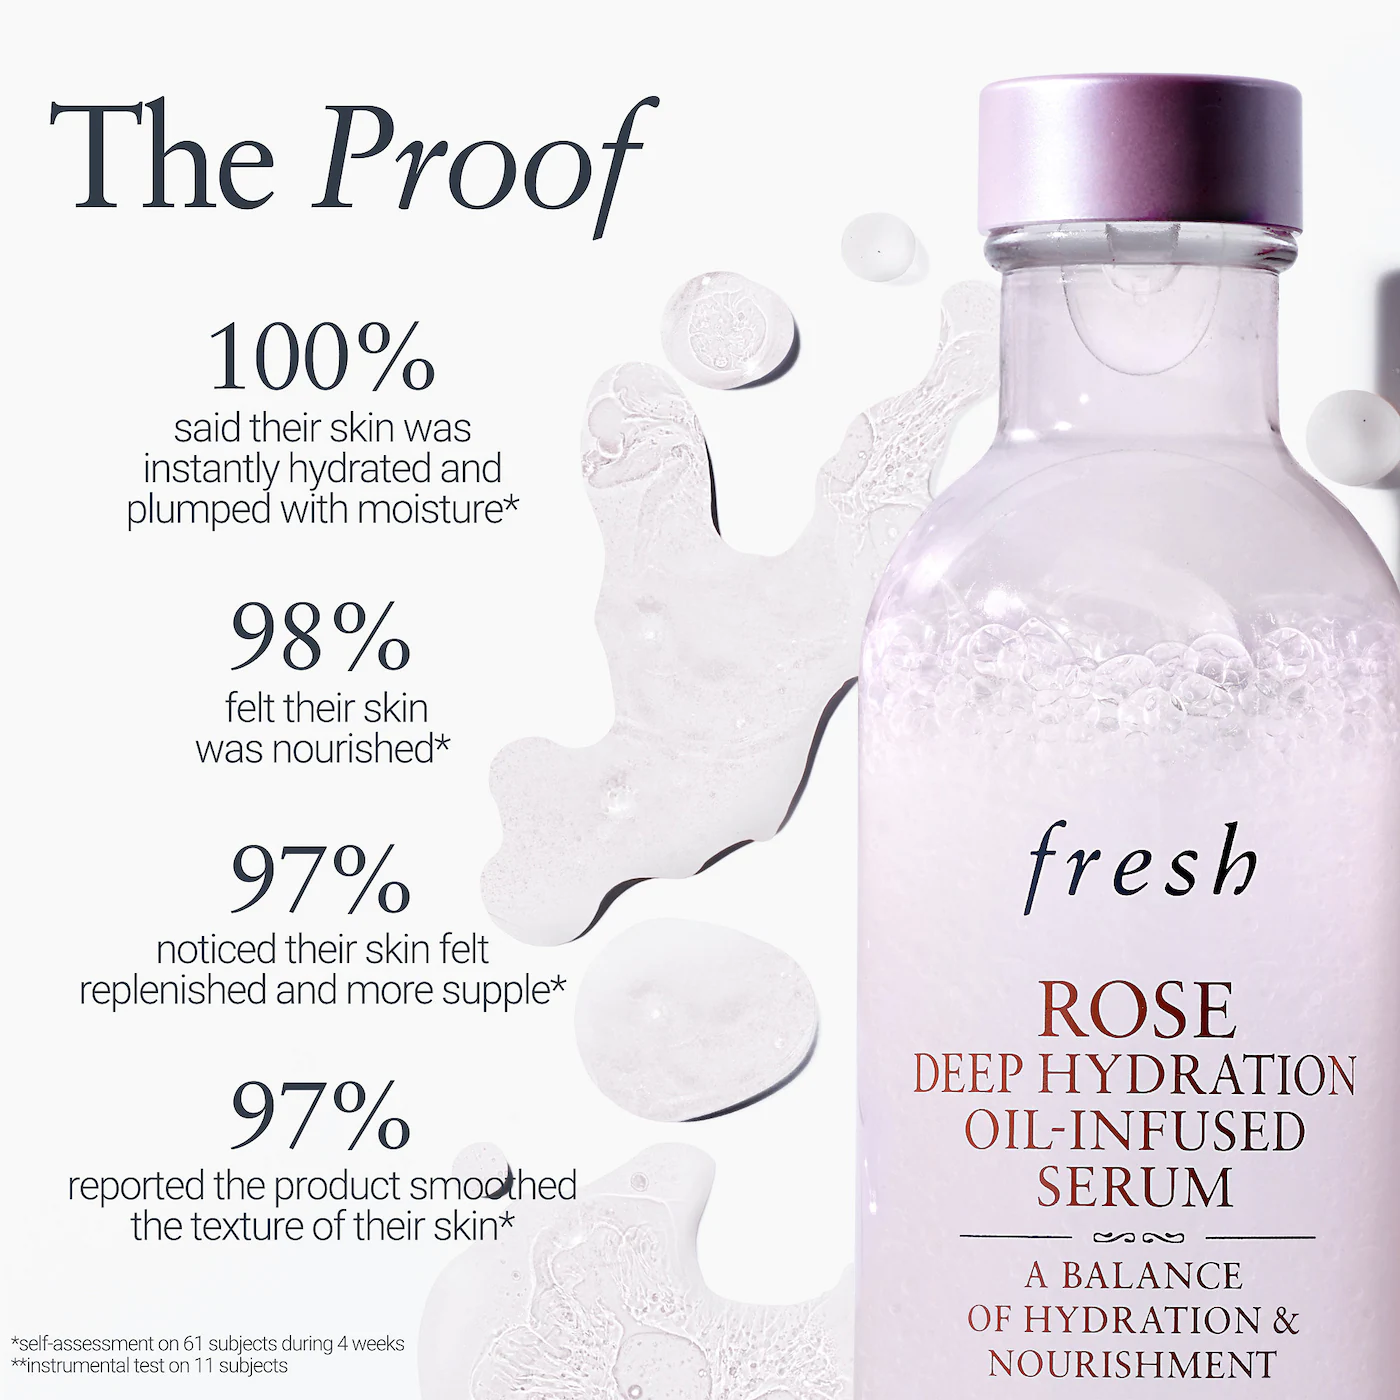 The Proof
100%
said their skin was
instantly hydrated and
plumped with moisture*
98%
felt their skin
was nourished*
97%
noticed their skin felt
replenished and more supple*
97%
reported the product smoothed
the texture of their skin*
*self-assessment on 61 subjects during 4 weeks
**instrumental test on 11 subjects
fresh
ROSE
DEEP HYDRATION
OIL-INFUSED
SERUM
A BALANCE
OF HYDRATION &
NOURISHMENT